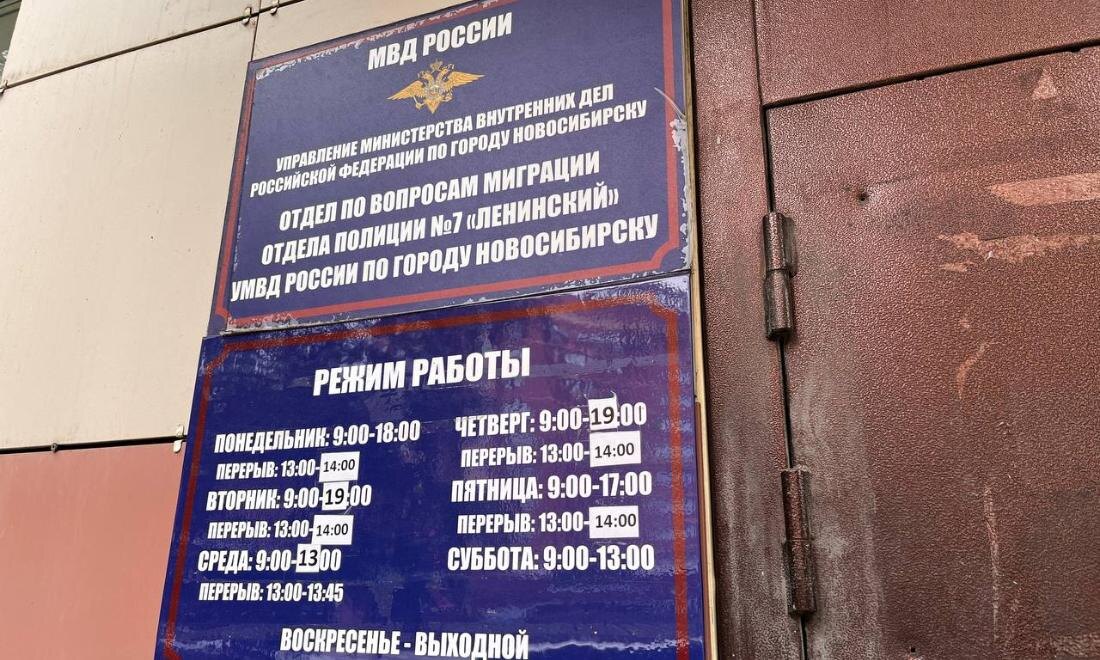 МВД РОССИИ
УПРАВЛЕНИЕ МИНИСТЕРСТВА ВНУТРЕННИХ ДЕЛ
РОССИЙСКОЙ ФЕДЕРАЦИИ ПО ГОРОДУ НОВОСИБИРСКУ
ОТДЕЛ ПО ВОПРОСАМ МИГРАЦИИ
ОТДЕЛА ПОЛИЦИИ №7 «ЛЕНИНСКИЙ»
УМВД РОССИИ ПО ГОРОДУ НОВОСИБИРСКУ
РЕЖИМ РАБОТЫ
ПОНЕДЕЛЬНИК: 9:00-18:00
ПЕРЕРЫВ: 13:00-14:00
ВТОРНИК: 9:00-19:00
ПЕРЕРЫВ: 13:00-14:00
СРЕДА: 9:00-13:00
ПЕРЕРЫВ: 13:00-13:45
ЧЕТВЕРГ: 9:00-19:00
ПЕРЕРЫВ: 13:00-14:00
ПЯТНИЦА: 9:00-17:00
ПЕРЕРЫВ: 13:00-14:00
СУББОТА: 9:00-13:00
ВОСКРЕСЕНЬЕ - ВЫХОДНОЙ